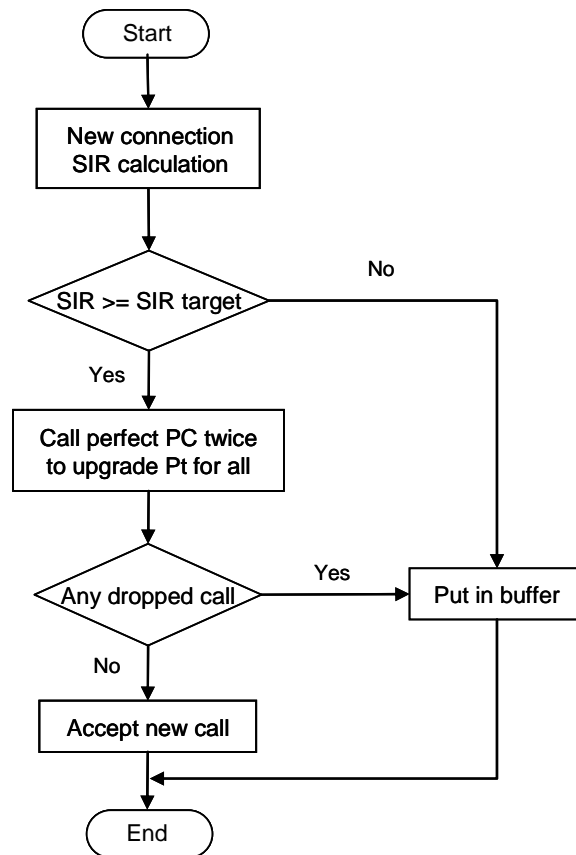 Start
New connection
SIR calculation
No
SIR >= SIR target
Yes
Call perfect PC twice
to upgrade Pt for all
Yes
Any dropped call
Put in buffer
No
Accept new call
End